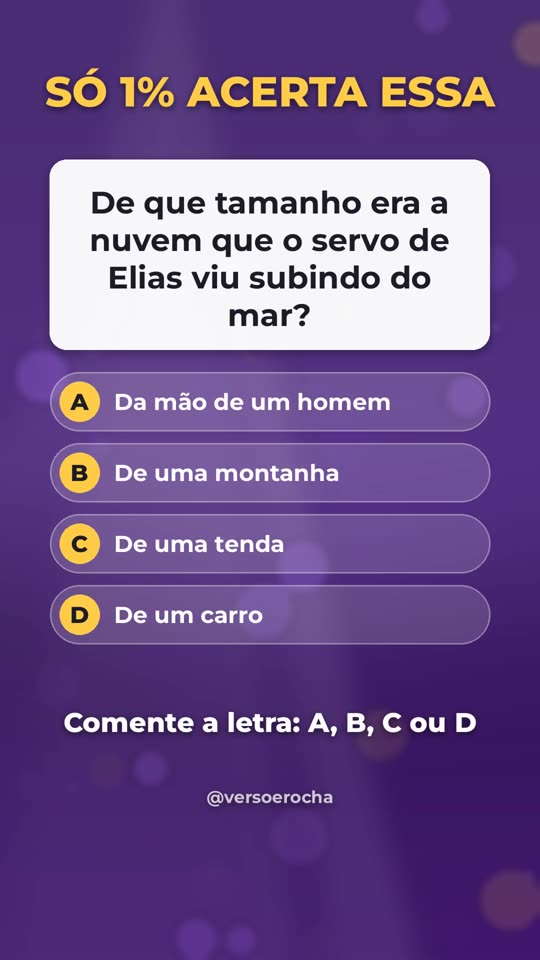 SÓ 1% ACERTA ESSA
De que tamanho era a
nuvem que o servo de
Elias viu subindo do
mar?
A Da mão de um homem
B De uma montanha
C De uma tenda
D De um carro
Comente a letra: A, B, C ou D
@versoerocha